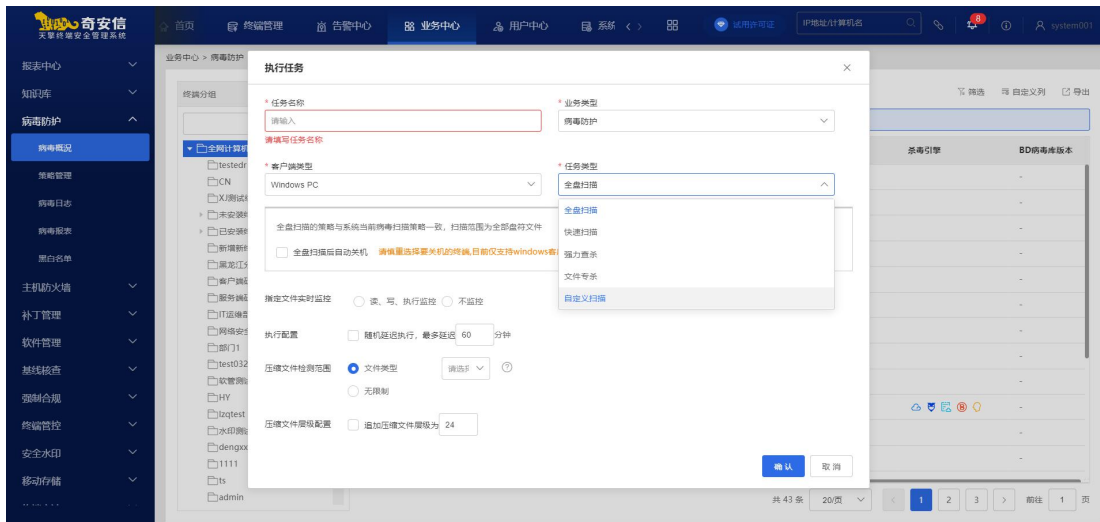 奇安信
天擎终端安全管理系统
首页 终端管理 告警中心 业务中心 用户中心 系统 试用许可证 IP地址/计算机名 8 system001
报表中心
知识库
病毒防护
病毒概况
策略管理
病毒日志
病毒报表
黑白名单
主机防火墙
补丁管理
软件管理
基线核查
强制合规
终端管控
安全水印
移动存储
业务中心 > 病毒防护
终端分组
筛选 自定义列 导出
全网计算机
testedr
CN
XJ测试
未安装
已安装
新增新
黑龙江
客户端
服务端
IT运维
网络安
部门1
test032
软管测
HY
lzqtest
水印测
dengxx
1111
ts
admin
杀毒引擎 BD病毒库版本
执行任务
* 任务名称 * 业务类型
请输入 病毒防护
请填写任务名称
* 客户端类型 * 任务类型
Windows PC 全盘扫描
全盘扫描
快速扫描
强力查杀
文件专杀
自定义扫描
全盘扫描的策略与系统当前病毒扫描策略一致，扫描范围为全部盘符文件
全盘扫描后自动关机 请慎重选择要关机的终端,目前仅支持windows客
指定文件实时监控 读、写、执行监控 不监控
执行配置 随机延迟执行，最多延迟 60 分钟
压缩文件检测范围 文件类型 请选择
无限制
压缩文件层级配置 追加压缩文件层级为 24
确认 取消
共 43 条 20/页 1 2 3 前往 1 页